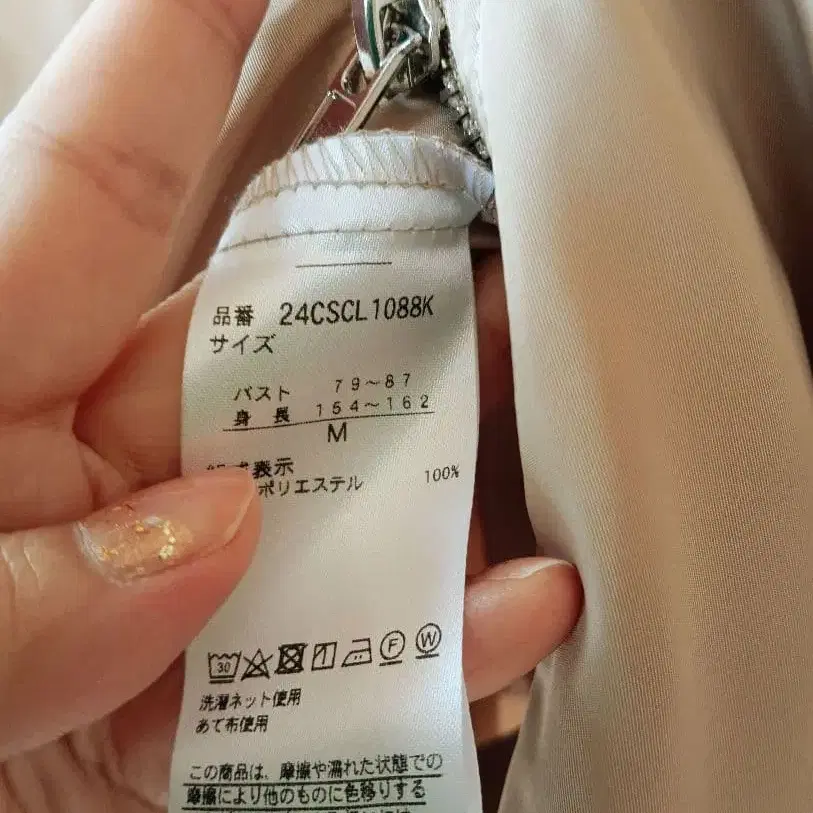 品番 24CSCL1088K
サイズ
バスト 79～87
身長 154～162
M
表示
ポリエステル 100%
30 F W
洗濯ネット使用
あて布使用
この商品は、摩擦や濡れた状態での
摩擦により他のものに色移りする